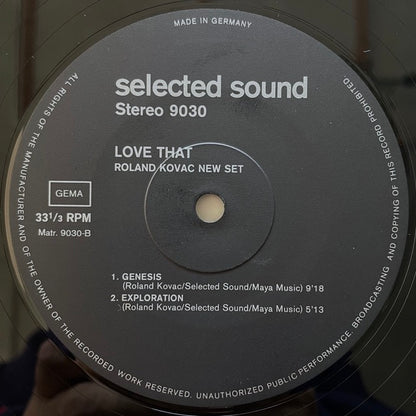 MADE IN GERMANY
ALL RIGHTS OF THE MANUFACTURER AND OF THE OWNER OF THE RECORDED WORK RESERVED. UNAUTHORIZED PUBLIC PERFORMANCE, BROADCASTING AND COPYING OF THIS RECORD PROHIBITED.
selected sound
Stereo 9030
LOVE THAT
ROLAND KOVAC NEW SET
GEMA
33 1/3 RPM
Matr. 9030-B
1. GENESIS
(Roland Kovac/Selected Sound/Maya Music) 9'18
2. EXPLORATION
(Roland Kovac/Selected Sound/Maya Music) 5'13